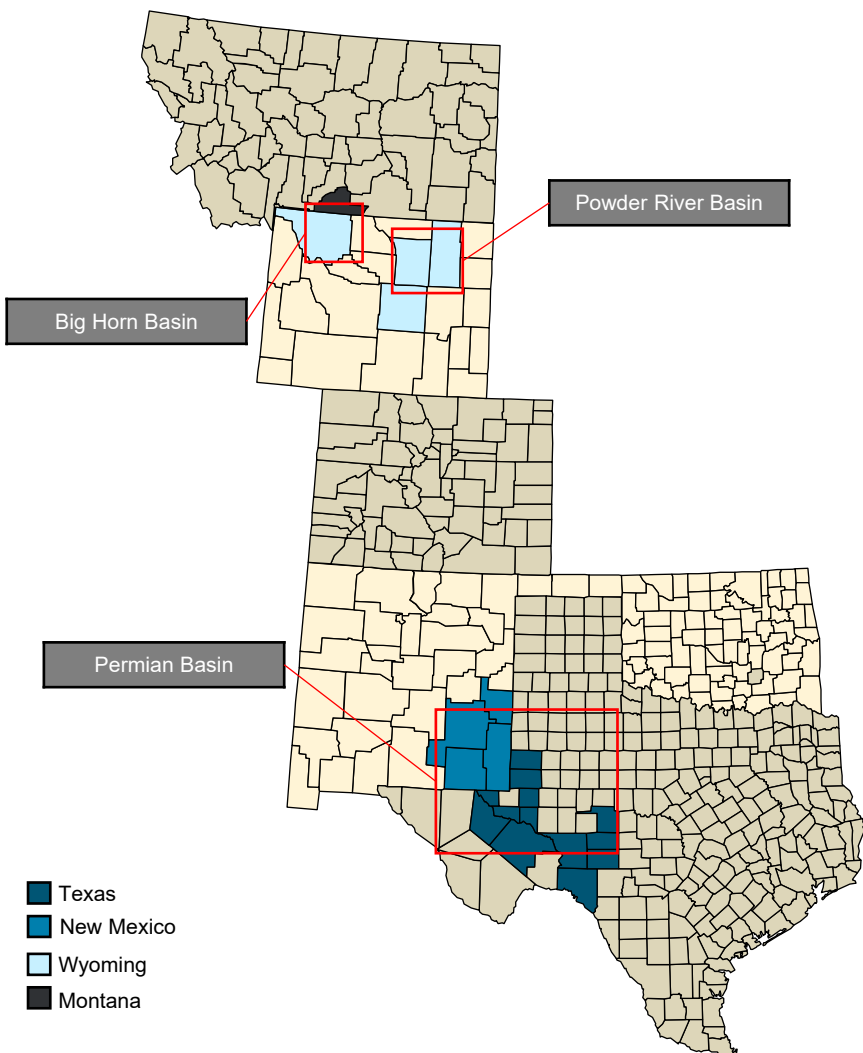 Powder River Basin
Big Horn Basin
Permian Basin
Texas
New Mexico
Wyoming
Montana